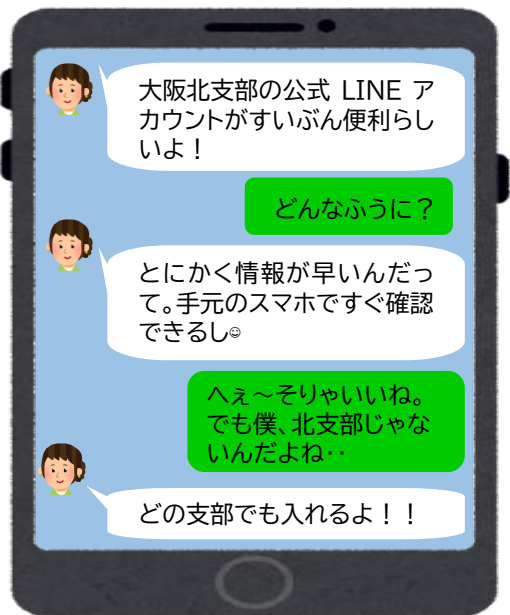 大阪北支部の公式 LINE ア
カウントがずいぶん便利らし
いよ！
どんなふうに？
とにかく情報が早いんだっ
て。手元のスマホですぐ確認
できるし☺
へぇ～そりゃいいね。
でも僕、北支部じゃな
いんだよね‥
どの支部でも入れるよ！！